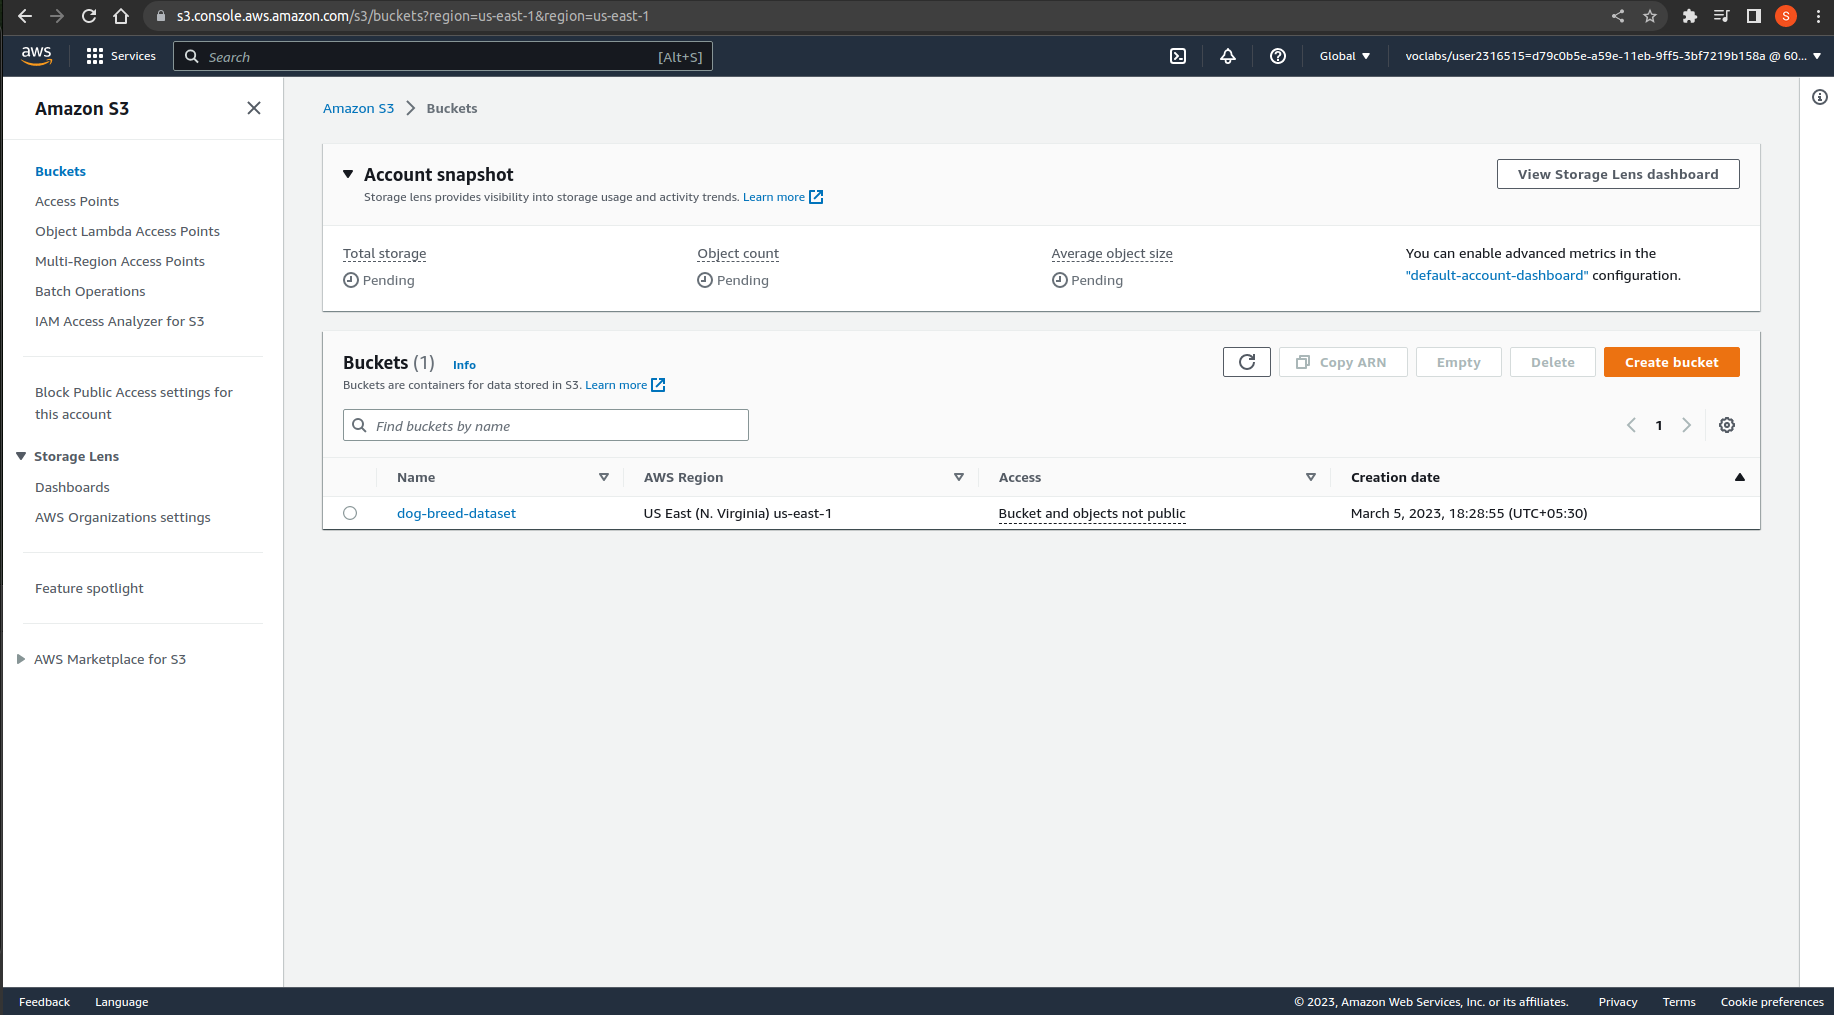 s3.console.aws.amazon.com/s3/buckets?region=us-east-1&region=us-east-1
S
aws
Services
Search
[Alt+S]
Global
voclabs/user2316515=d79c0b5e-a59e-11eb-9ff5-3bf7219b158a @ 60...
Amazon S3
Buckets
Access Points
Object Lambda Access Points
Multi-Region Access Points
Batch Operations
IAM Access Analyzer for S3
Block Public Access settings for
this account
Storage Lens
Dashboards
AWS Organizations settings
Feature spotlight
AWS Marketplace for S3
Amazon S3 > Buckets
Account snapshot
Storage lens provides visibility into storage usage and activity trends. Learn more
View Storage Lens dashboard
Total storage
Pending
Object count
Pending
Average object size
Pending
You can enable advanced metrics in the
"default-account-dashboard" configuration.
Buckets (1) Info
Buckets are containers for data stored in S3. Learn more
Copy ARN
Empty
Delete
Create bucket
Find buckets by name
1
Name AWS Region Access Creation date
dog-breed-dataset US East (N. Virginia) us-east-1 Bucket and objects not public March 5, 2023, 18:28:55 (UTC+05:30)
Feedback Language © 2023, Amazon Web Services, Inc. or its affiliates. Privacy Terms Cookie preferences